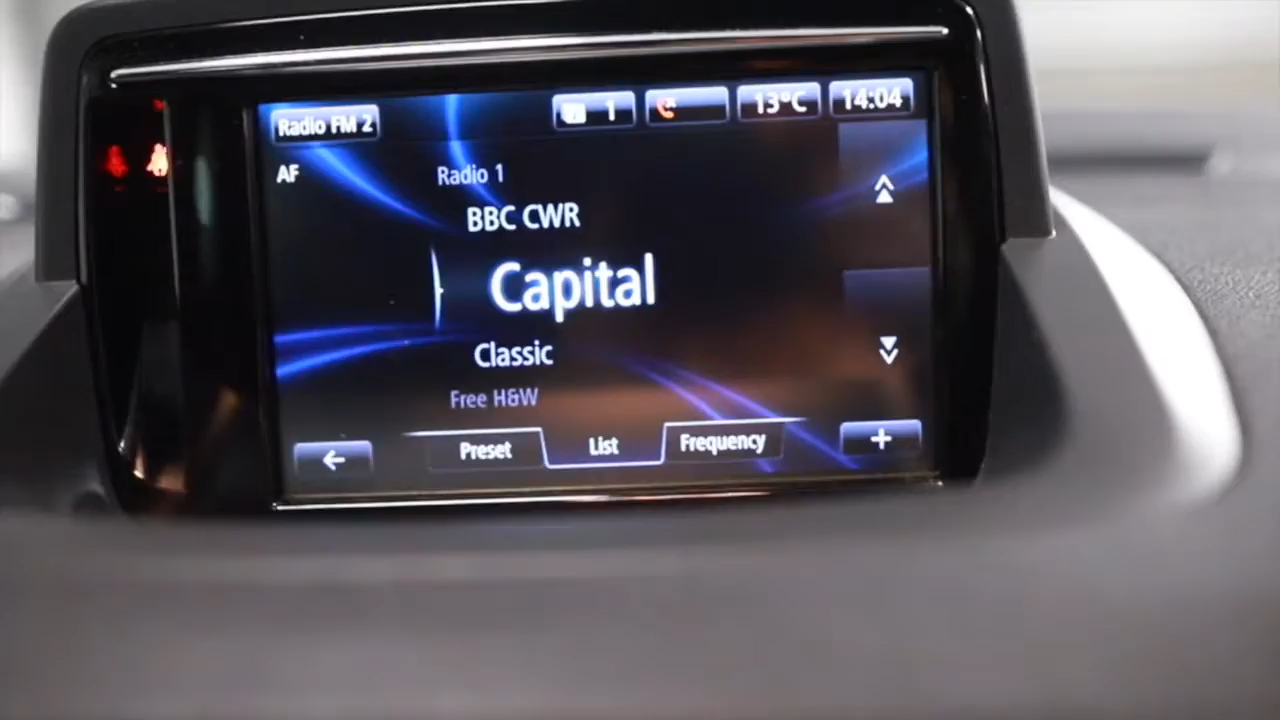 Radio FM 2
1
13°C
14:04
AF
Radio 1
BBC CWR
Capital
Classic
Free H&W
Preset
List
Frequency
+